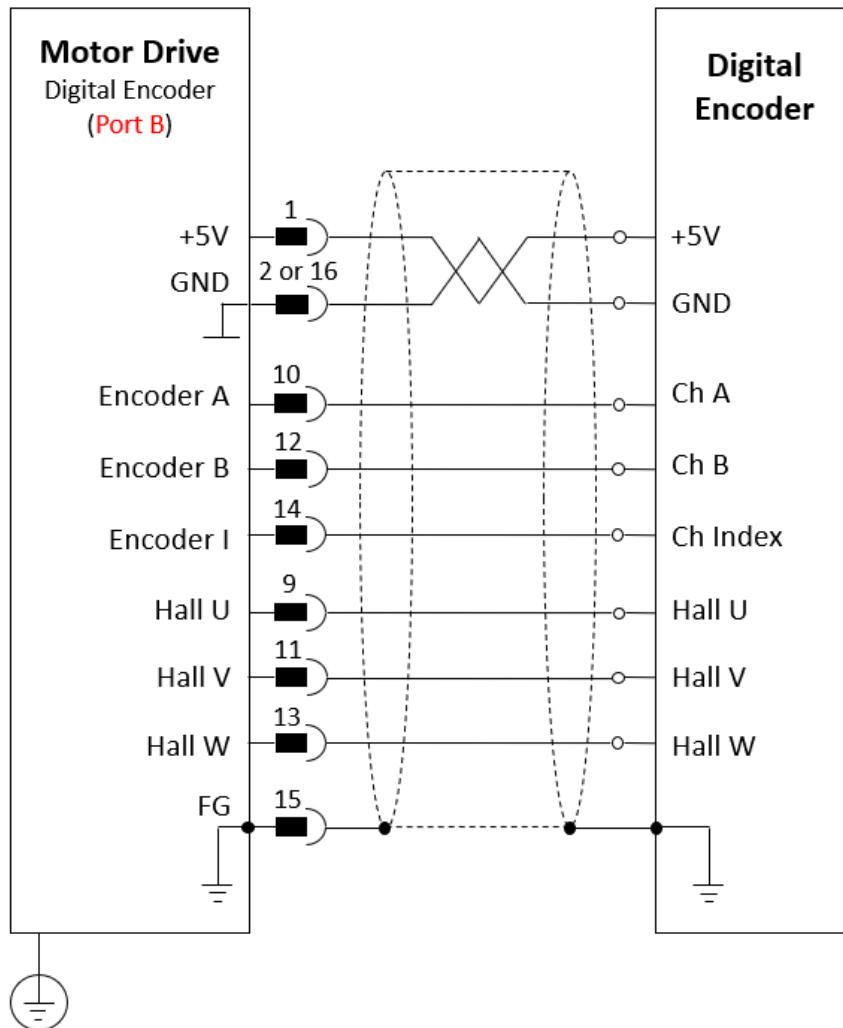 Motor Drive
Digital Encoder
(Port B)
Digital
Encoder
+5V 1 +5V
GND 2 or 16 GND
Encoder A 10 Ch A
Encoder B 12 Ch B
Encoder I 14 Ch Index
Hall U 9 Hall U
Hall V 11 Hall V
Hall W 13 Hall W
FG 15